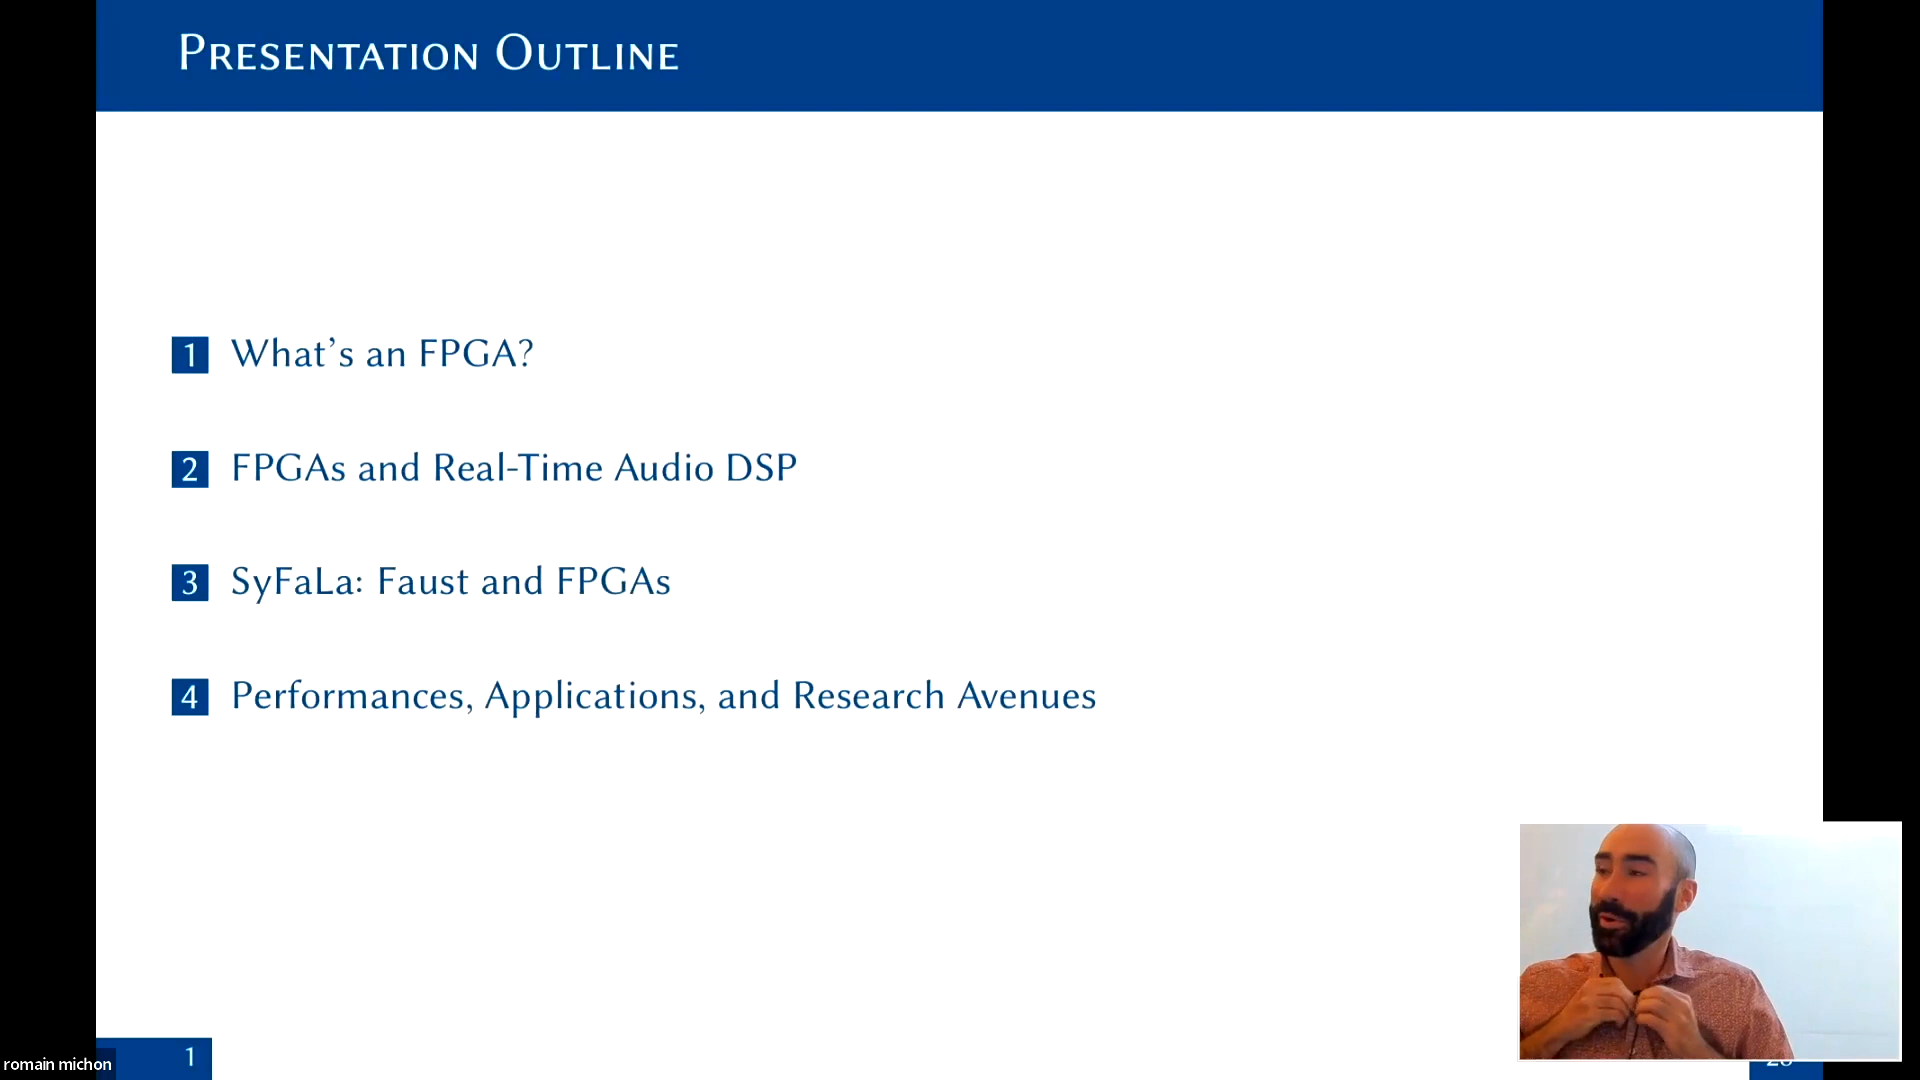 Presentation Outline
1 What's an FPGA?
2 FPGAs and Real-Time Audio DSP
3 SyFaLa: Faust and FPGAs
4 Performances, Applications, and Research Avenues
1
romain michon